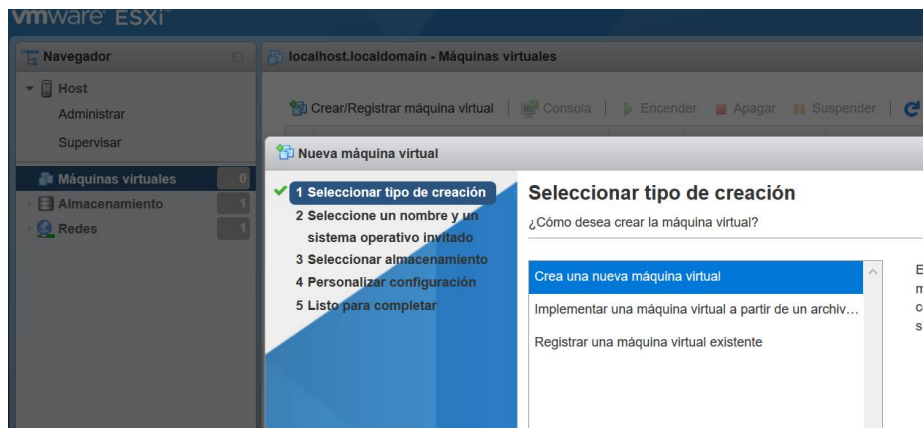 vmware ESXi
Navegador
Host
Administrar
Supervisar
Máquinas virtuales 0
Almacenamiento 1
Redes 1
localhost.localdomain - Máquinas virtuales
Crear/Registrar máquina virtual Consola Encender Apagar Suspender
Nueva máquina virtual
1 Seleccionar tipo de creación
2 Seleccione un nombre y un
sistema operativo invitado
3 Seleccionar almacenamiento
4 Personalizar configuración
5 Listo para completar
Seleccionar tipo de creación
¿Cómo desea crear la máquina virtual?
Crea una nueva máquina virtual
Implementar una máquina virtual a partir de un archiv...
Registrar una máquina virtual existente